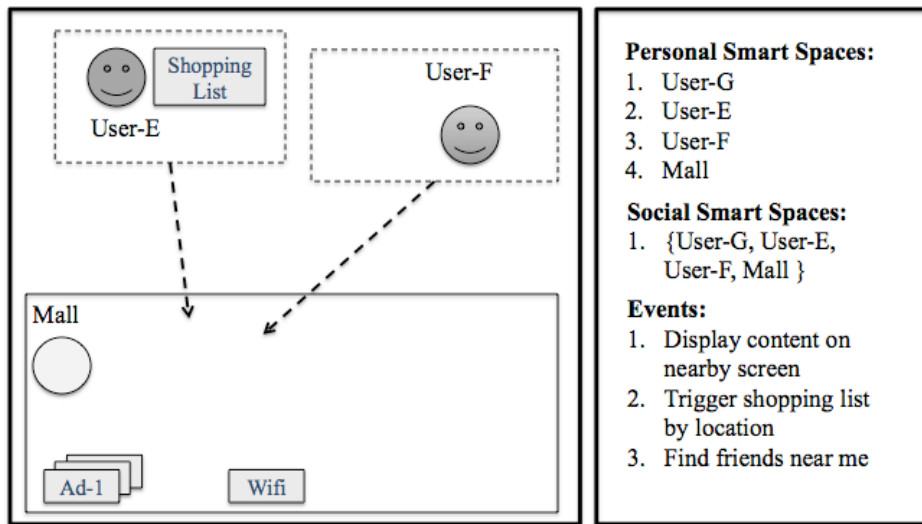 Shopping
List
User-E
User-F
Mall
Ad-1
Wifi
Personal Smart Spaces:
1. User-G
2. User-E
3. User-F
4. Mall
Social Smart Spaces:
1. {User-G, User-E,
User-F, Mall }
Events:
1. Display content on
nearby screen
2. Trigger shopping list
by location
3. Find friends near me